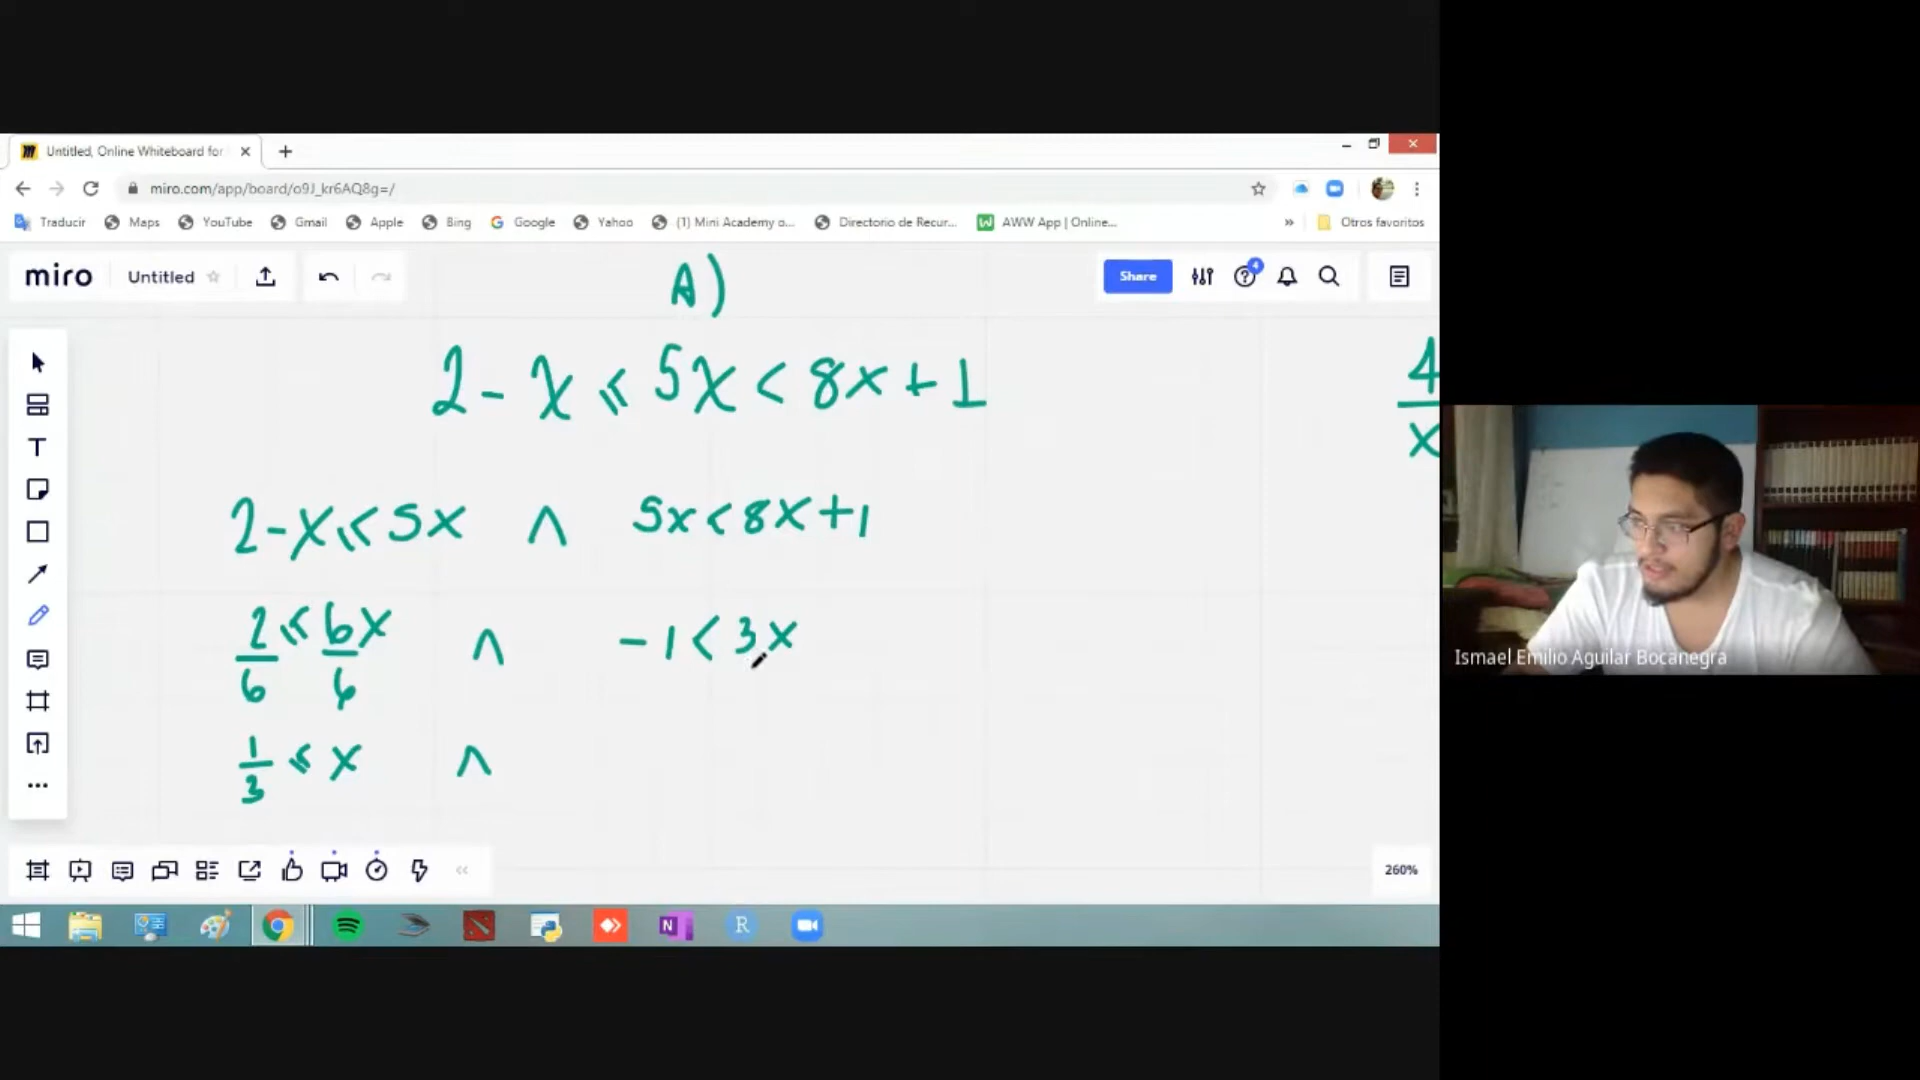 Untitled, Online Whiteboard for
miro.com/app/board/o9J_kr6AQ8g=/
Traducir Maps YouTube Gmail Apple Bing Google Yahoo (1) Mini Academy o... Directorio de Recur... AWW App | Online... » Otros favoritos
miro Untitled
Share 4
A)
2 - x ⩽ 5x < 8x + 1
4
x
2 - x ⩽ 5x ∧ 5x < 8x + 1
2/6 ⩽ 6x/6 ∧ -1 < 3x
1/3 ⩽ x ∧
T
Ismael Emilio Aguilar Bocanegra
260%
N R